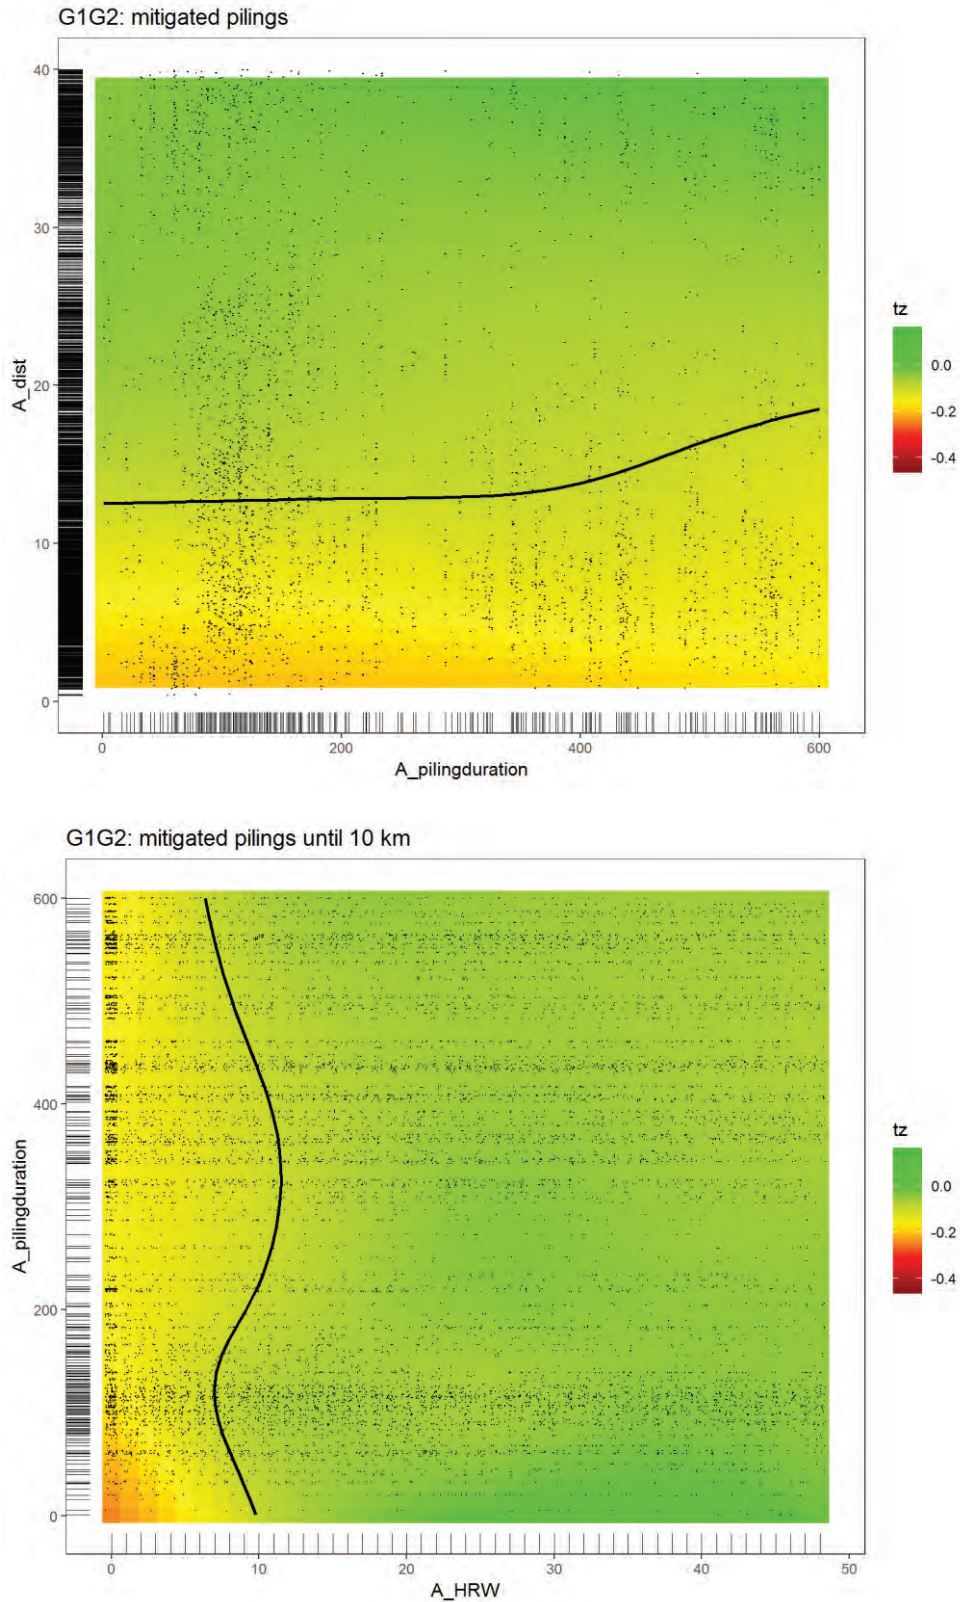 G1G2: mitigated pilings
40
30
20
10
0
A_dist
0 200 400 600
A_pilingduration
tz
0.0
-0.2
-0.4
G1G2: mitigated pilings until 10 km
600
400
200
0
A_pilingduration
0 10 20 30 40 50
A_HRW
tz
0.0
-0.2
-0.4